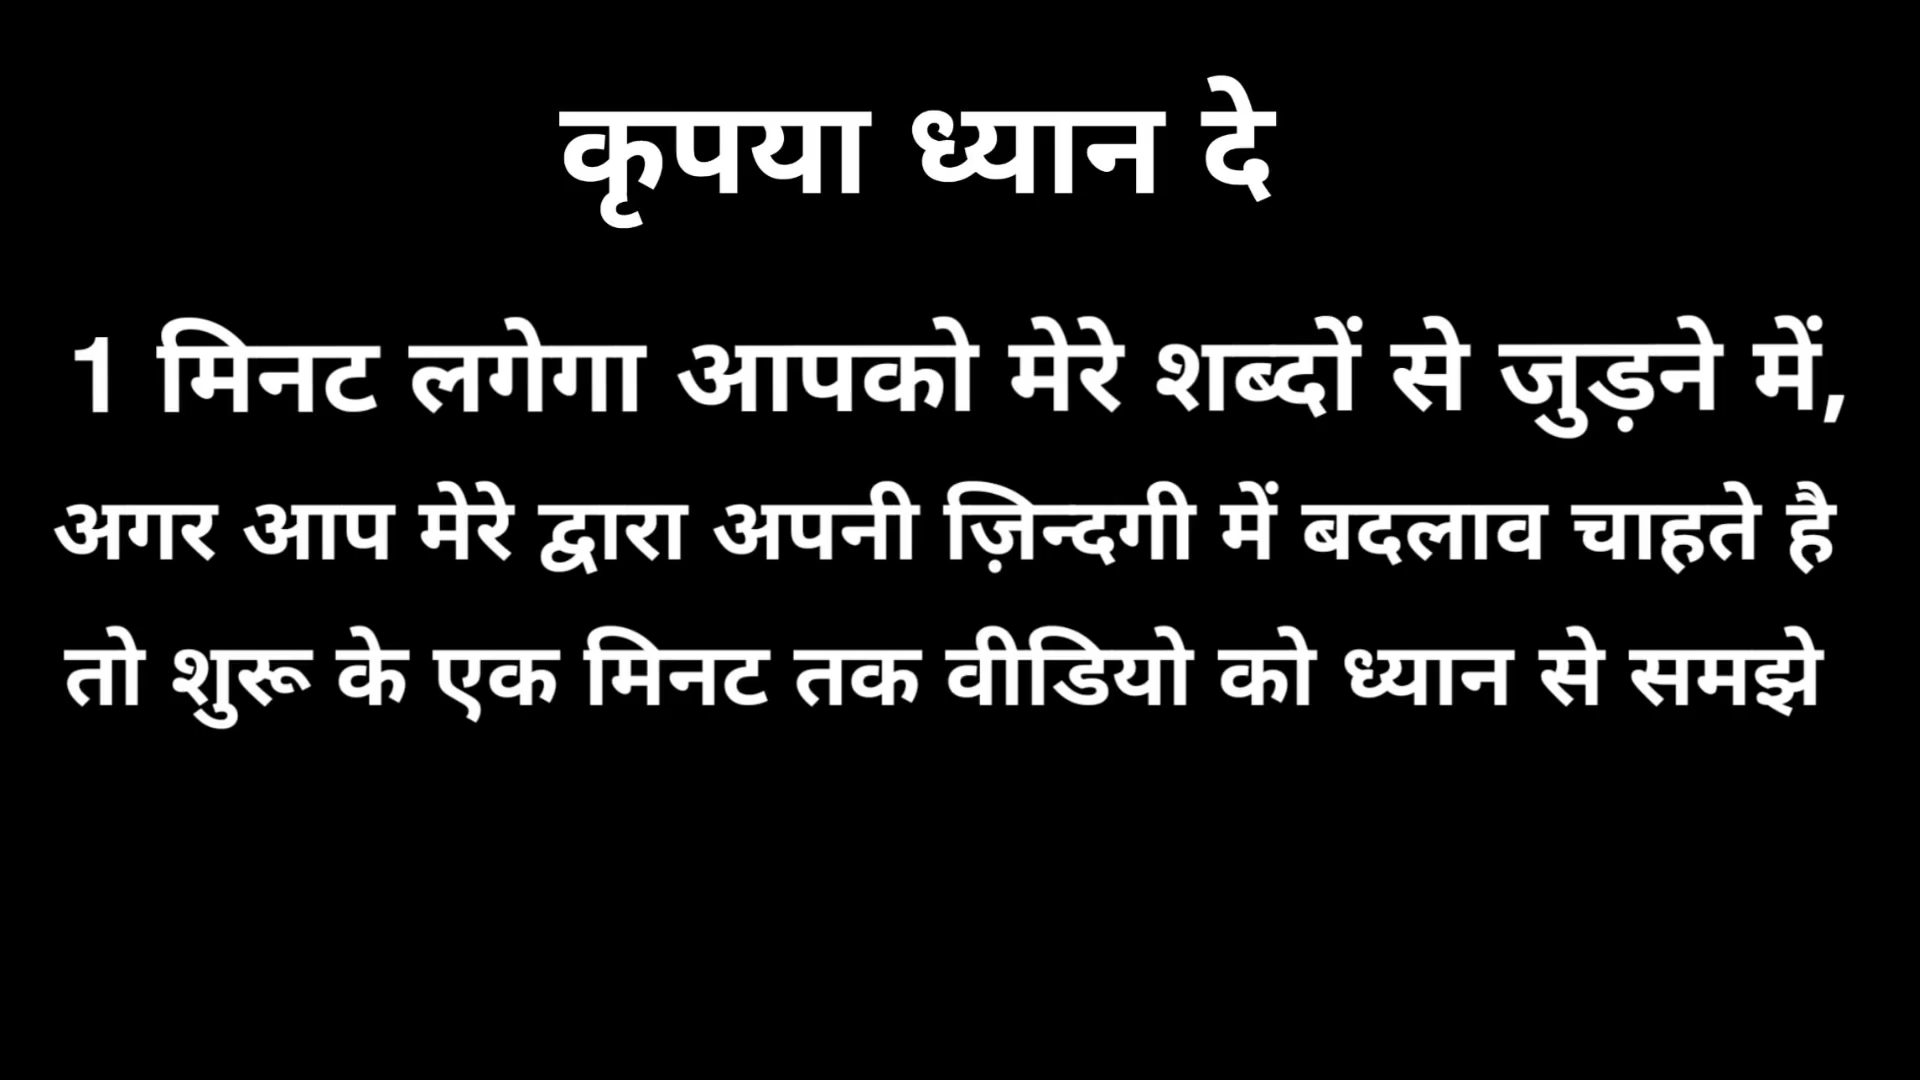 कृपया ध्यान दे
1 मिनट लगेगा आपको मेरे शब्दों से जुड़ने में,
अगर आप मेरे द्वारा अपनी ज़िन्दगी में बदलाव चाहते है
तो शुरू के एक मिनट तक वीडियो को ध्यान से समझे